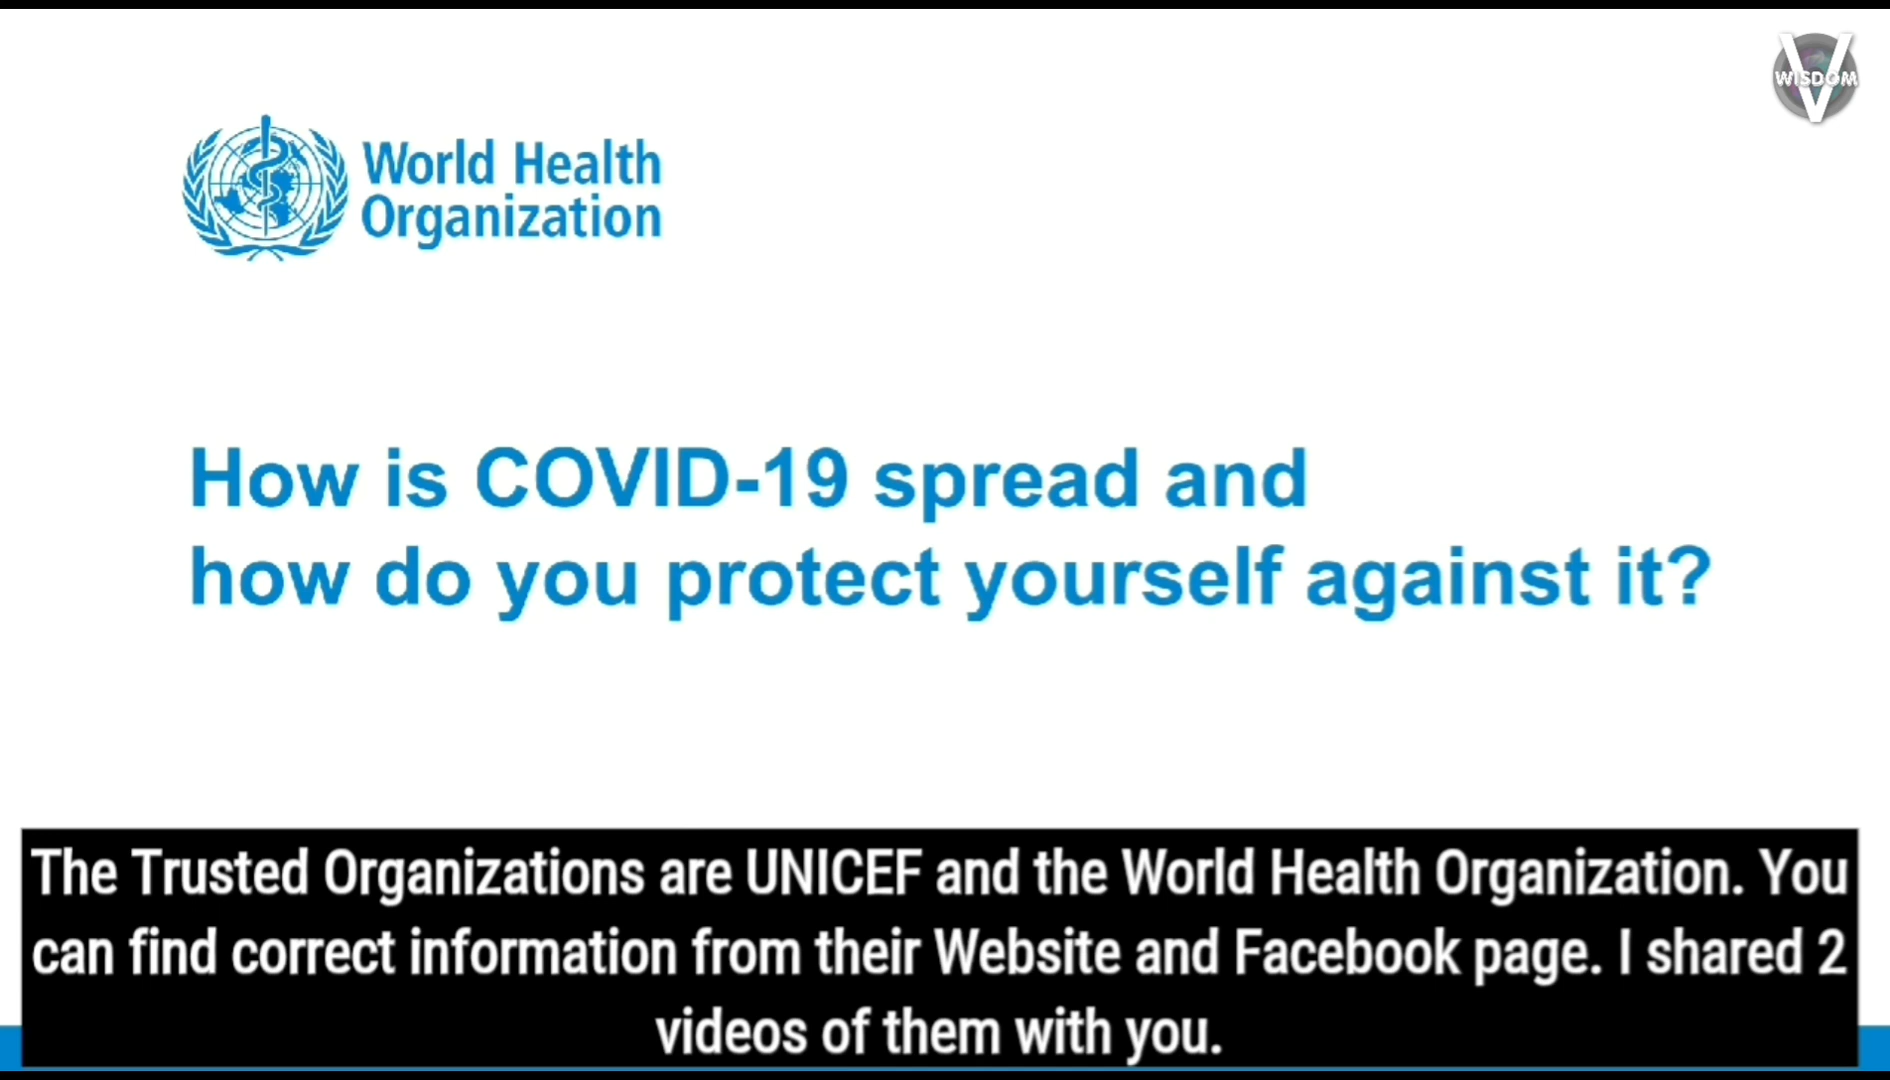 V
WISDOM
World Health
Organization
How is COVID-19 spread and
how do you protect yourself against it?
The Trusted Organizations are UNICEF and the World Health Organization. You
can find correct information from their Website and Facebook page. I shared 2
videos of them with you.